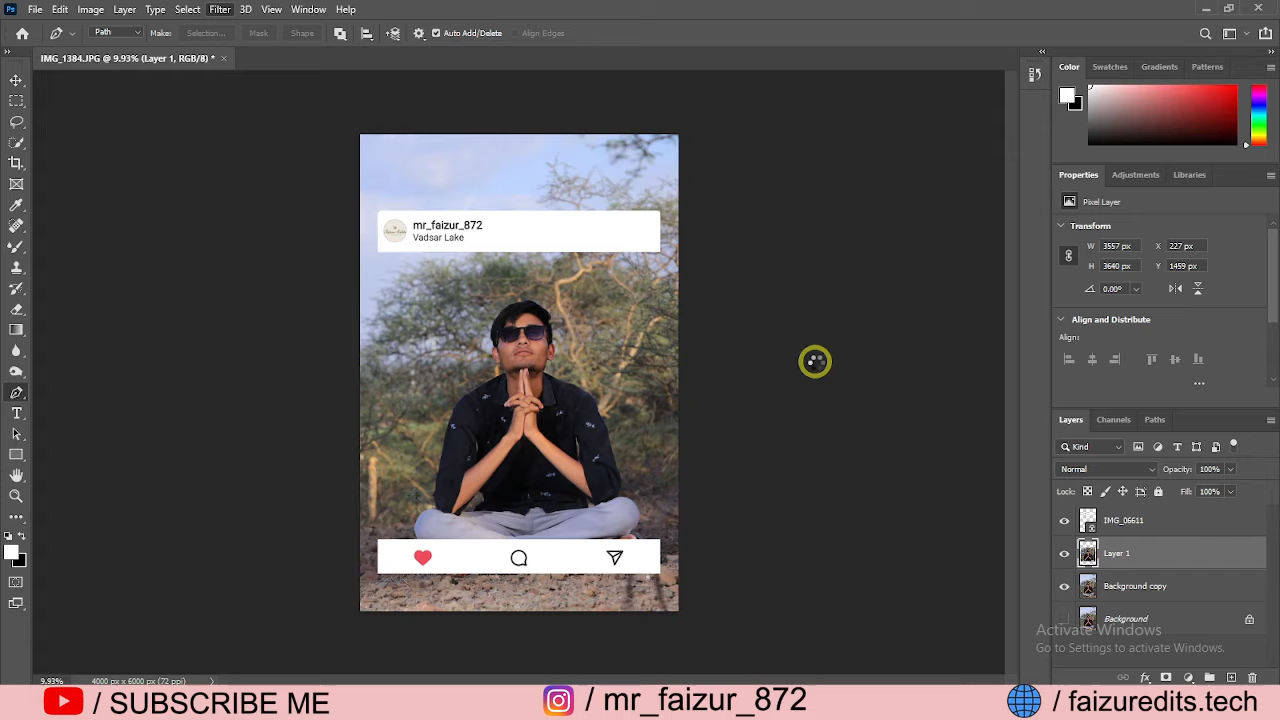 Ps File Edit Image Layer Type Select Filter 3D View Window Help
Path Make: Selection... Mask Shape Auto Add/Delete Align Edges
IMG_1384.JPG @ 9.93% (Layer 1, RGB/8) *
Color Swatches Gradients Patterns
Properties Adjustments Libraries
Pixel Layer
Transform
W 3557 px X 227 px
H 3640 px Y 1459 px
0.00°
Align and Distribute
Align:
Layers Channels Paths
Kind
Normal Opacity: 100%
Lock: Fill: 100%
IMG_06611
Layer 1
Background copy
Background
mr_faizur_872
Vadsar Lake
Activate Windows
Go to Settings to activate Windows.
9.93% 4000 px x 6000 px (72 ppi)
/ SUBSCRIBE ME / mr_faizur_872 / faizuredits.tech